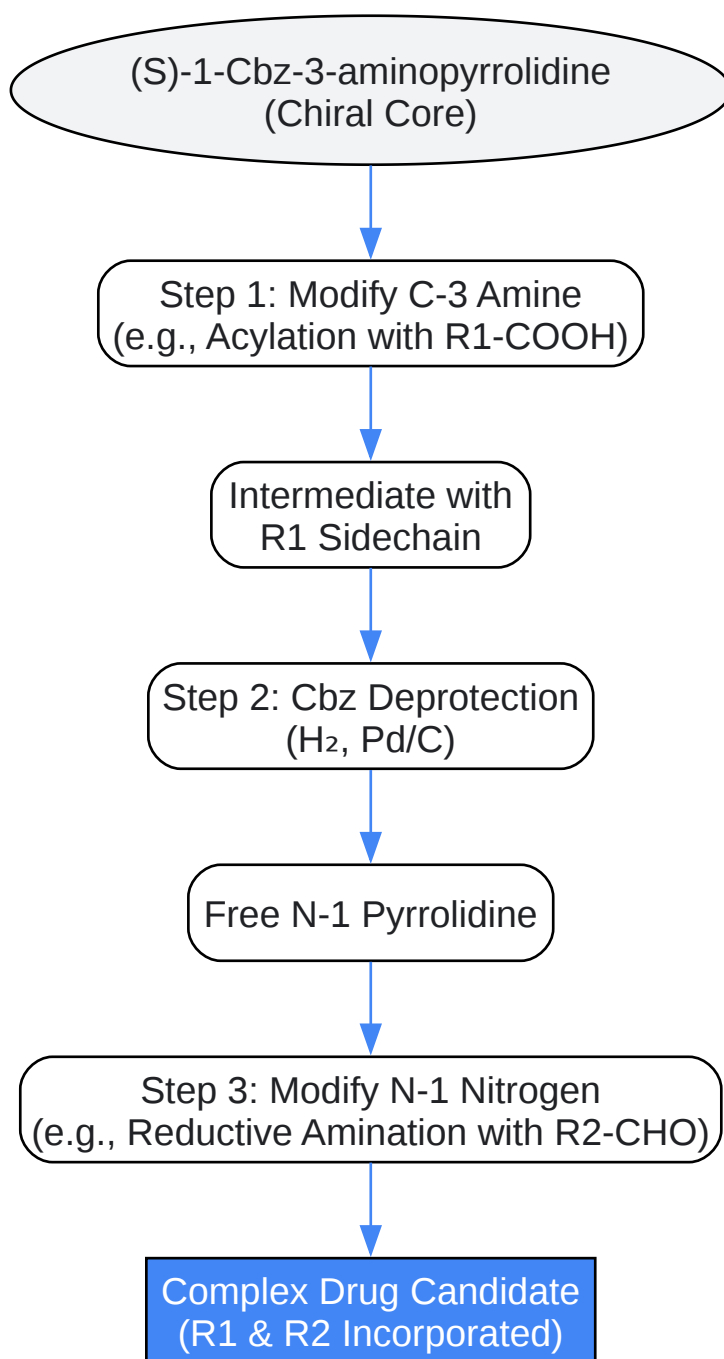 (S)-1-Cbz-3-aminopyrrolidine
(Chiral Core)
Step 1: Modify C-3 Amine
(e.g., Acylation with R1-COOH)
Intermediate with
R1 Sidechain
Step 2: Cbz Deprotection
(H₂, Pd/C)
Free N-1 Pyrrolidine
Step 3: Modify N-1 Nitrogen
(e.g., Reductive Amination with R2-CHO)
Complex Drug Candidate
(R1 & R2 Incorporated)